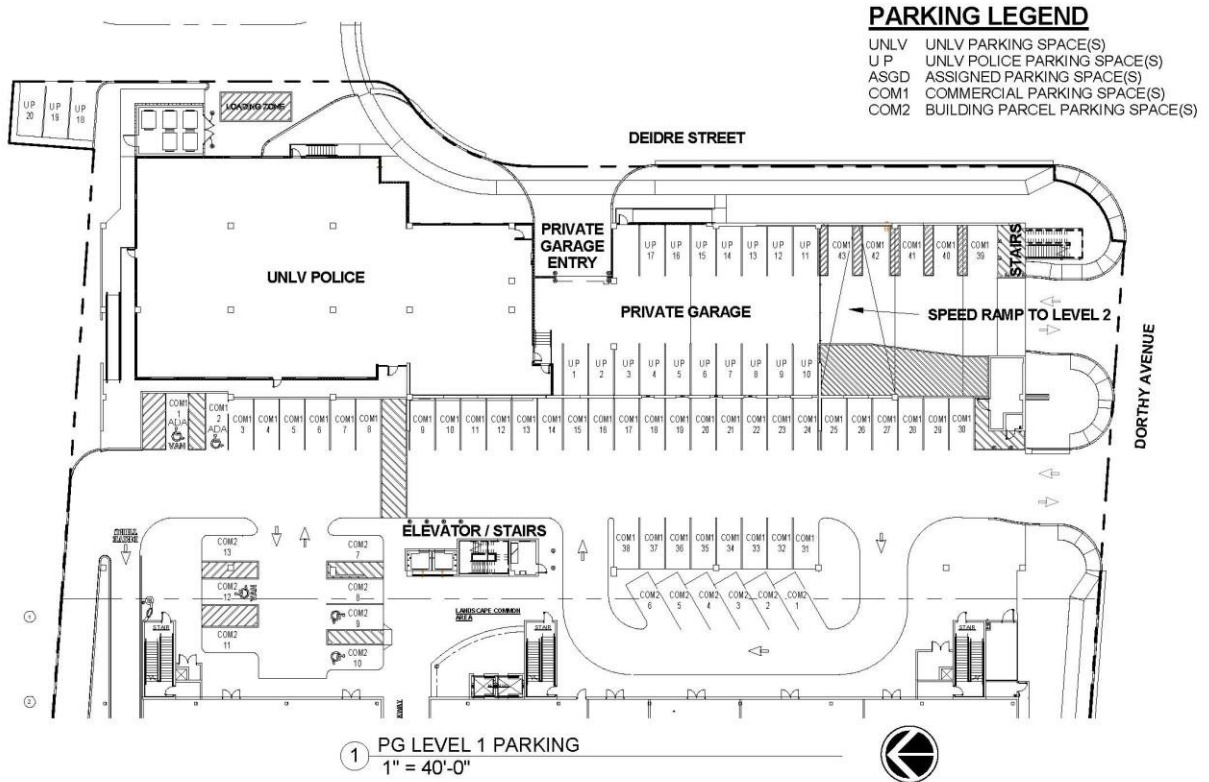 PARKING LEGEND
UNLV UNLV PARKING SPACE(S)
U P UNLV POLICE PARKING SPACE(S)
ASGD ASSIGNED PARKING SPACE(S)
COM1 COMMERCIAL PARKING SPACE(S)
COM2 BUILDING PARCEL PARKING SPACE(S)
UP 20
UP 19
UP 18
LOADING ZONE
DEIDRE STREET
UNLV POLICE
PRIVATE
GARAGE
ENTRY
UP 17
UP 16
UP 15
UP 14
UP 13
UP 12
UP 11
COM1 43
COM1 42
COM1 41
COM1 40
COM1 39
STAIRS
PRIVATE GARAGE
SPEED RAMP TO LEVEL 2
DORTHY AVENUE
UP 1
UP 2
UP 3
UP 4
UP 5
UP 6
UP 7
UP 8
UP 9
UP 10
COM1 1 ADA VAN
COM1 2 ADA
COM1 3
COM1 4
COM1 5
COM1 6
COM1 7
COM1 8
COM1 9
COM1 10
COM1 11
COM1 12
COM1 13
COM1 14
COM1 15
COM1 16
COM1 17
COM1 18
COM1 19
COM1 20
COM1 21
COM1 22
COM1 23
COM1 24
COM1 25
COM1 26
COM1 27
COM1 28
COM1 29
COM1 30
ELEVATOR / STAIRS
COM2 13
COM2 12 VAN
COM2 11
COM2 7
COM2 8
COM2 9
COM2 10
COM1 38
COM1 37
COM1 36
COM1 35
COM1 34
COM1 33
COM1 32
COM1 31
COM2 6
COM2 5
COM2 4
COM2 3
COM2 2
COM2 1
LANDSCAPE COMMON
AREA
STAIR
STAIR
STAIR
1
2
1 PG LEVEL 1 PARKING
1" = 40'-0"